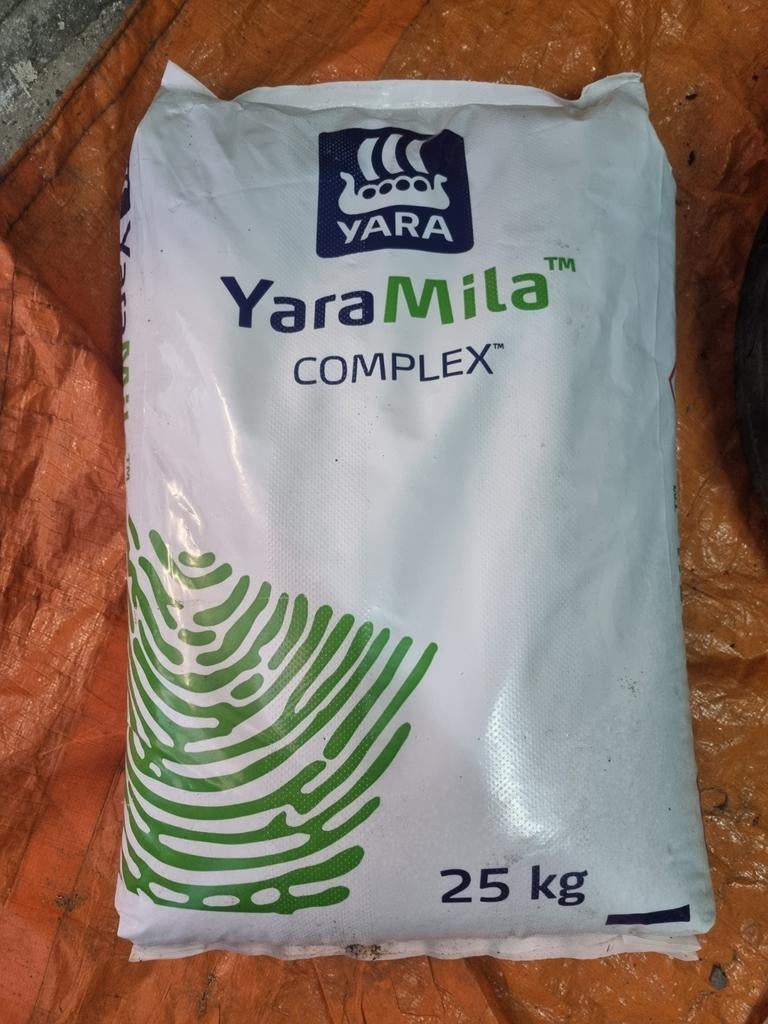 YARA
YaraMila™
COMPLEX™
25 kg